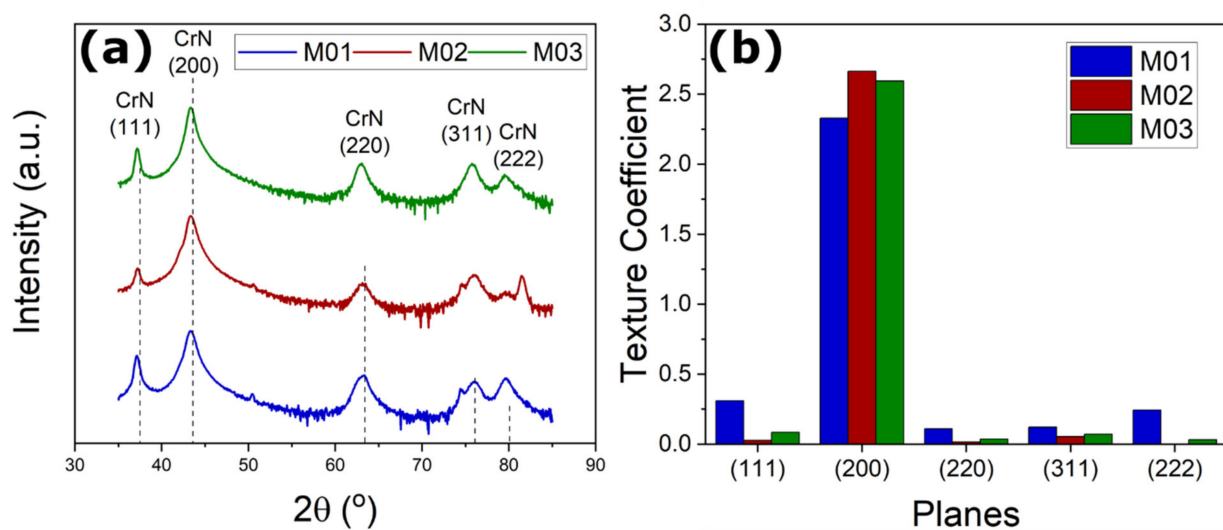 (a)
CrN
(200)
M01 M02 M03
CrN
(111)
CrN
(220)
CrN
(311)
CrN
(222)
Intensity (a.u.)
30 40 50 60 70 80 90
2θ (º)
(b)
M01
M02
M03
3.0
2.5
2.0
1.5
1.0
0.5
0.0
Texture Coefficient
(111) (200) (220) (311) (222)
Planes